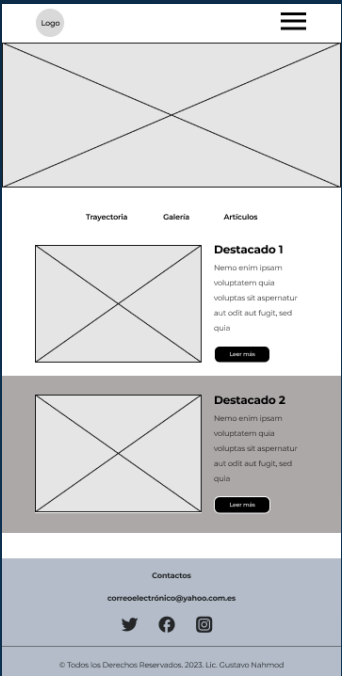 Logo
Trayectoria Galería Artículos
Destacado 1
Nemo enim ipsam
voluptatem quia
voluptas sit aspernatur
aut odit aut fugit, sed
quia
Leer más
Destacado 2
Nemo enim ipsam
voluptatem quia
voluptas sit aspernatur
aut odit aut fugit, sed
quia
Leer más
Contactos
correoelectrónico@yahoo.com.es
© Todos los Derechos Reservados. 2023. Lic. Gustavo Nahmod